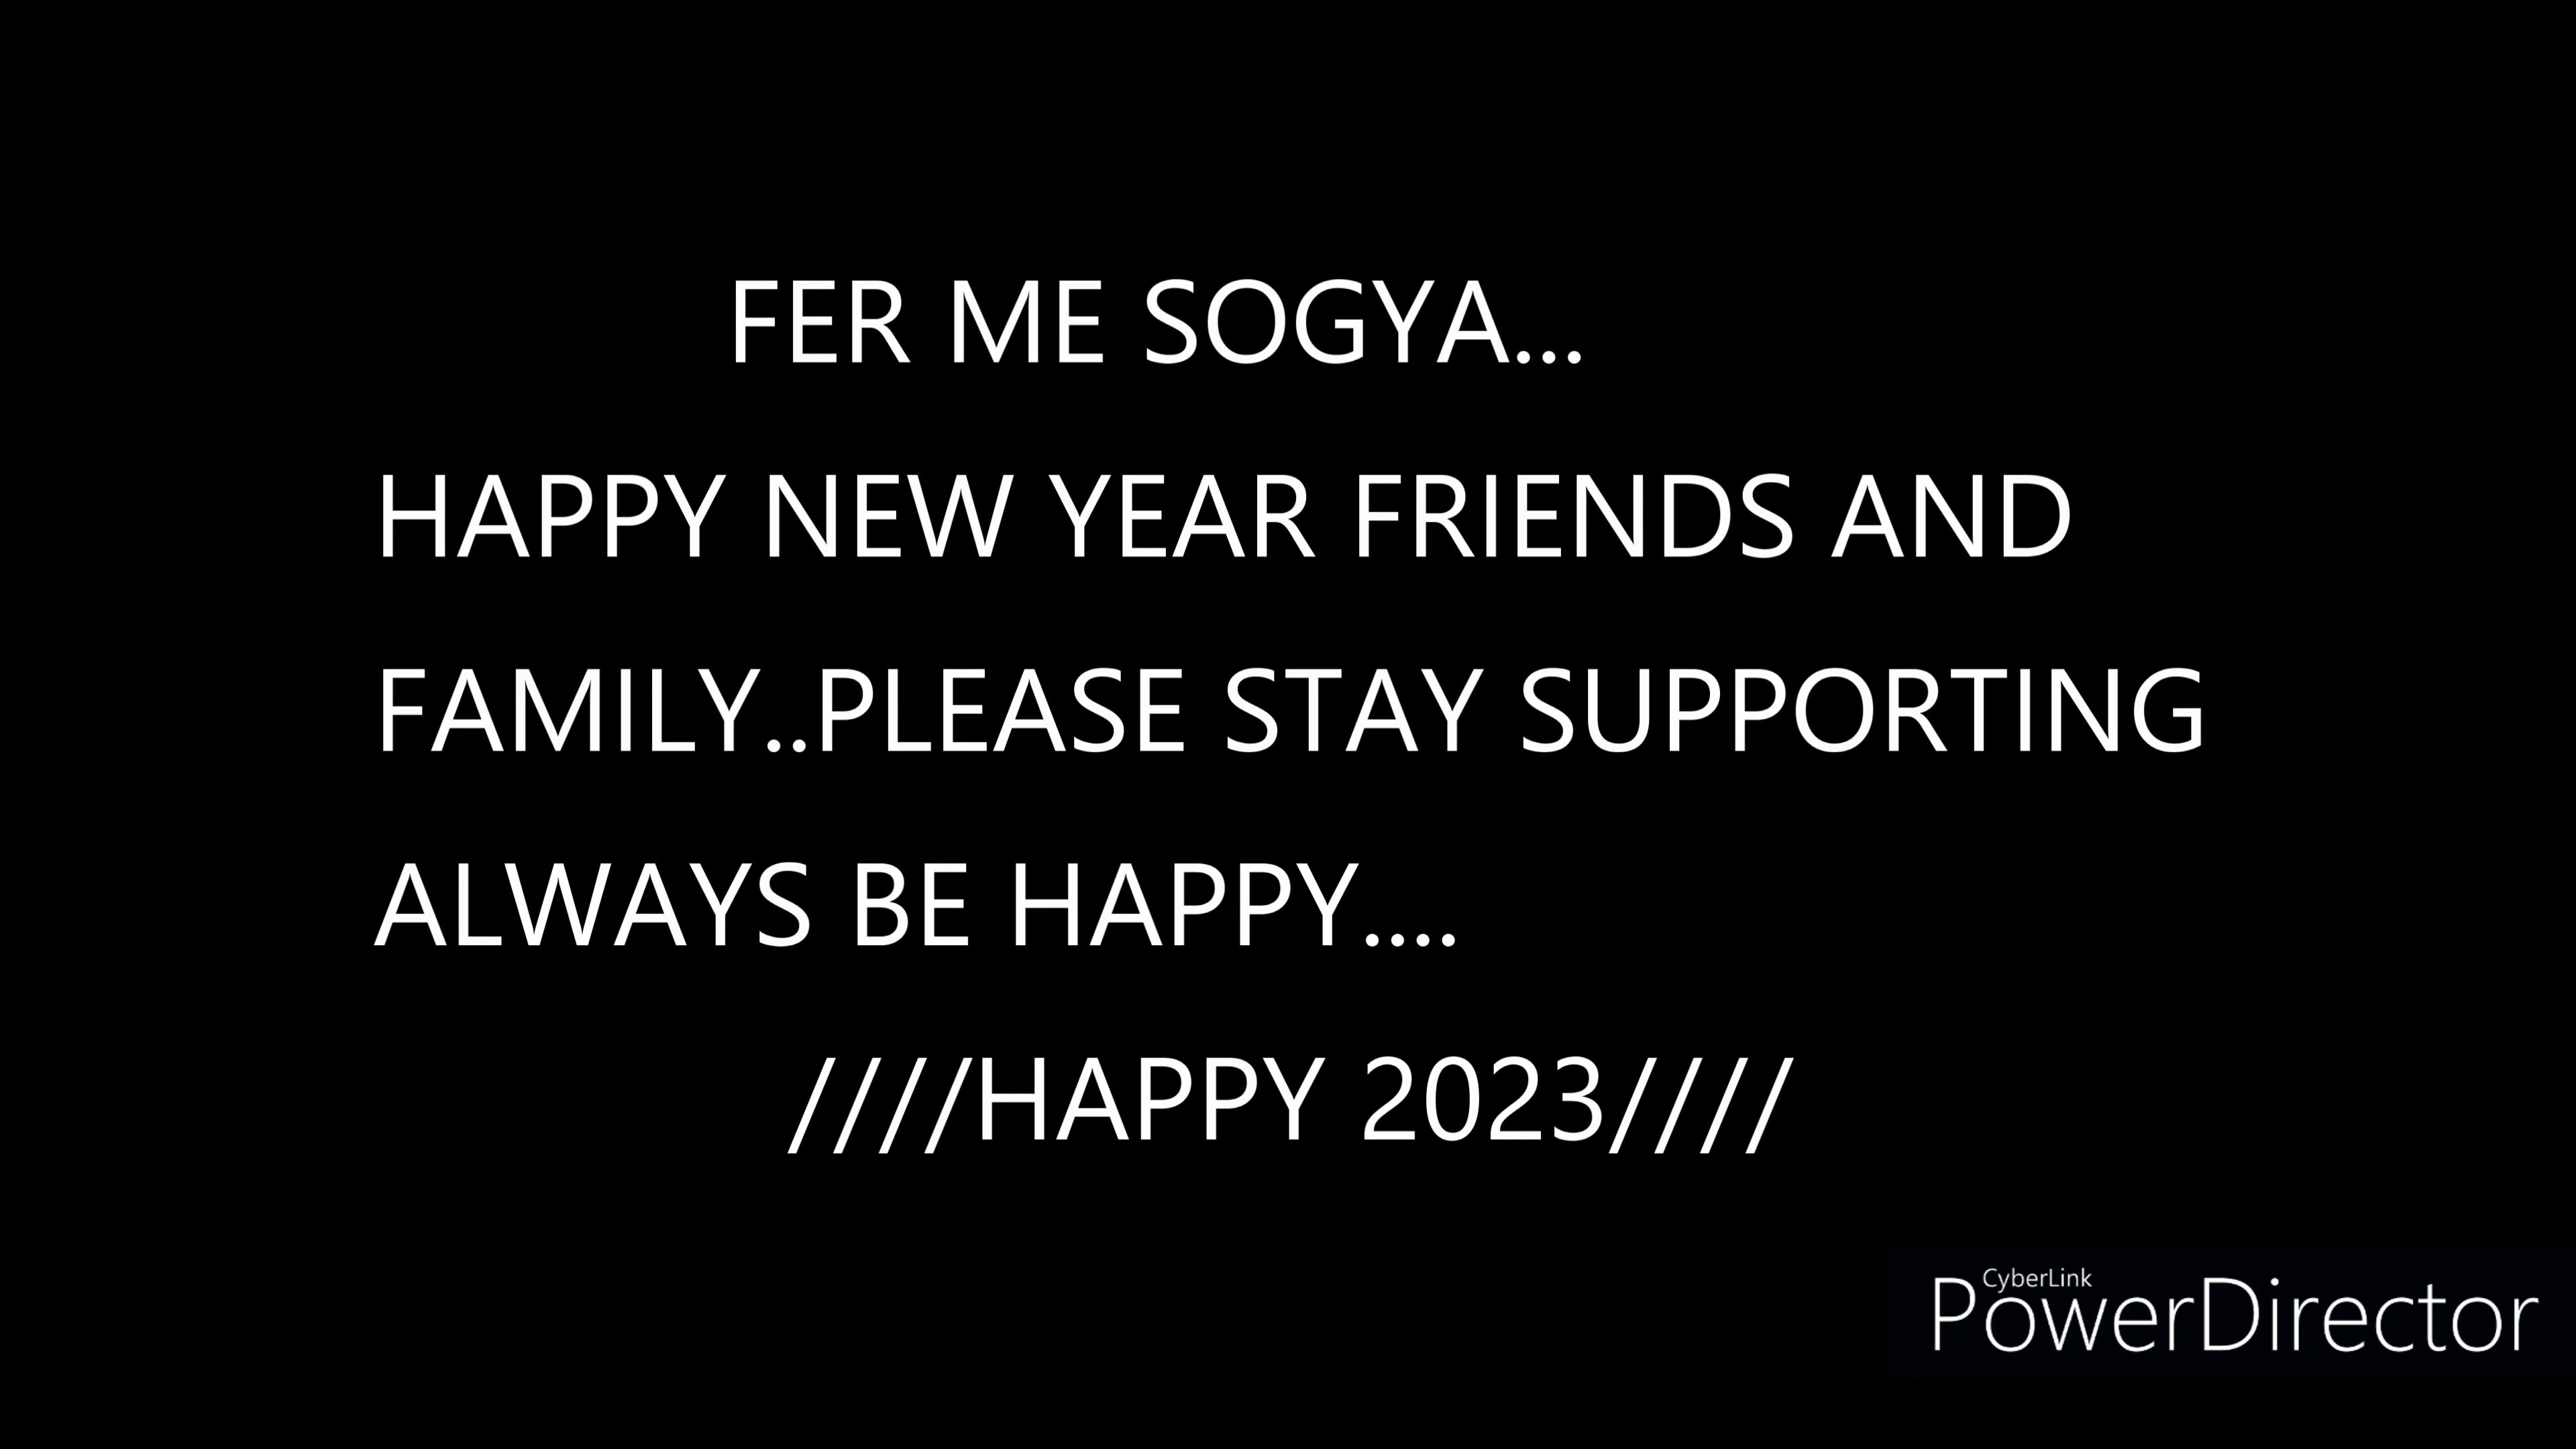 FER ME SOGYA...
HAPPY NEW YEAR FRIENDS AND
FAMILY..PLEASE STAY SUPPORTING
ALWAYS BE HAPPY....
////HAPPY 2023////
CyberLink
PowerDirector